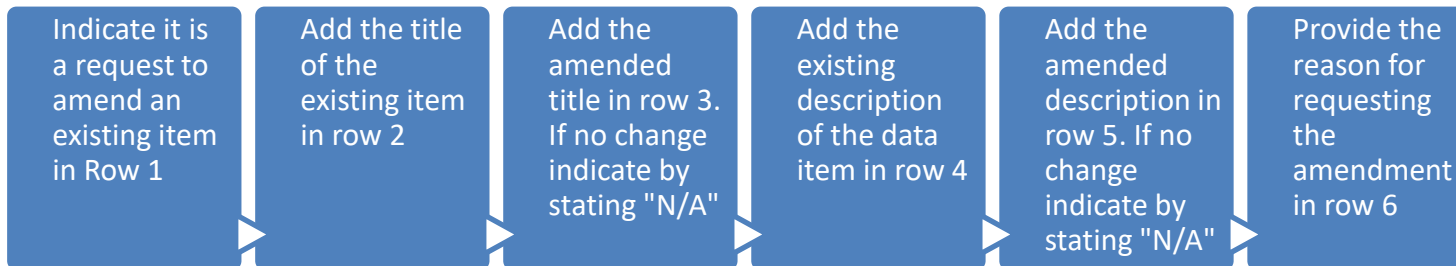 Indicate it is
a request to
amend an
existing item
in Row 1
Add the title
of the
existing item
in row 2
Add the
amended
title in row 3.
If no change
indicate by
stating "N/A"
Add the
existing
description
of the data
item in row 4
Add the
amended
description in
row 5. If no
change
indicate by
stating "N/A"
Provide the
reason for
requesting
the
amendment
in row 6